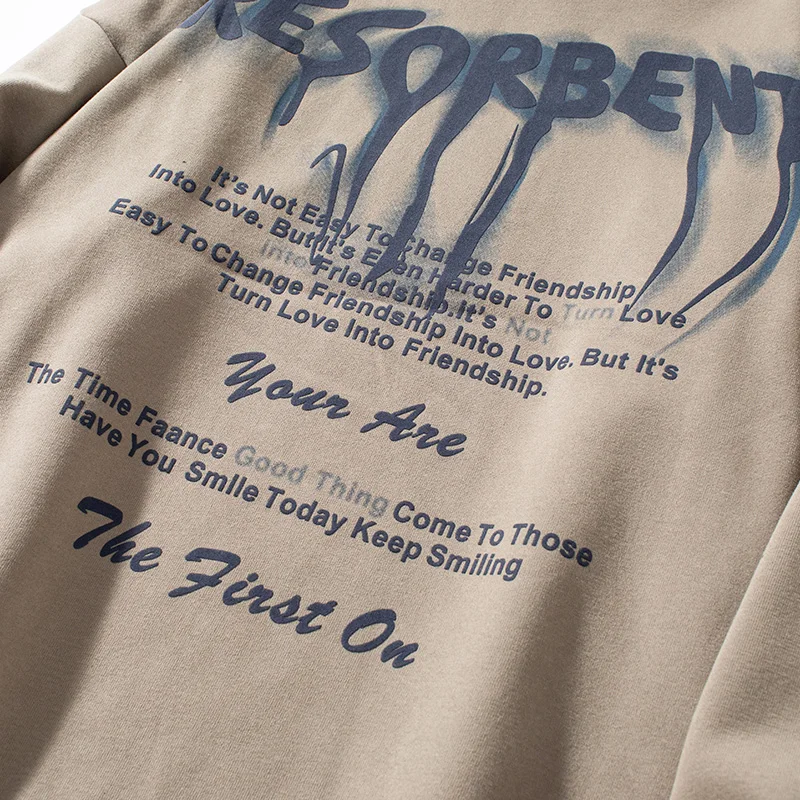 RESORBENT
It's Not Easy To Change Friendship
Into Love. But It's Even Harder To Turn Love
Into Friendship. It's Not
Easy To Change Friendship Into Love. But It's
Turn Love Into Friendship.
Your Are
The Time Faance Good Thing Come To Those
Have You Smlle Today Keep Smiling
The First On